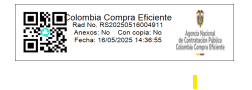 Colombia Compra Eficiente
Rad No. RS20250516004911
Anexos: No Con copia: No
Fecha: 16/05/2025 14:36:55
Agencia Nacional
de Contratación Pública
Colombia Compra Eficiente